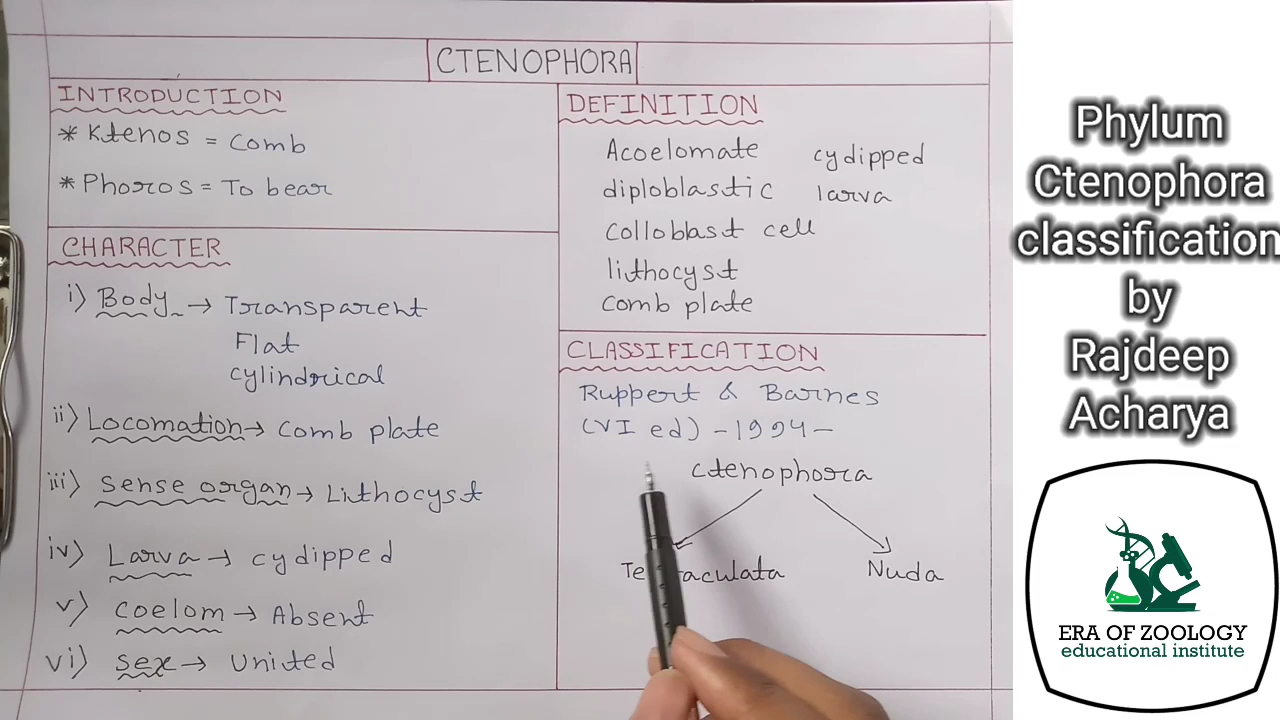 CTENOPHORA
INTRODUCTION
* Ktenos = Comb
* Phoros = To bear
CHARACTER
i) Body → Transparent
Flat
cylindrical
ii) Locomation → Comb plate
iii) Sense organ → Lithocyst
iv) Larva → cydipped
v) coelom → Absent
vi) sex → United
DEFINITION
Acoelomate
diploblastic
colloblast cell
lithocyst
comb plate
cydipped
larva
CLASSIFICATION
Ruppert & Barnes
(VI ed) - 1994 -
ctenophora
Nuda
Phylum
Ctenophora
classification
by
Rajdeep
Acharya
ERA OF ZOOLOGY
educational institute